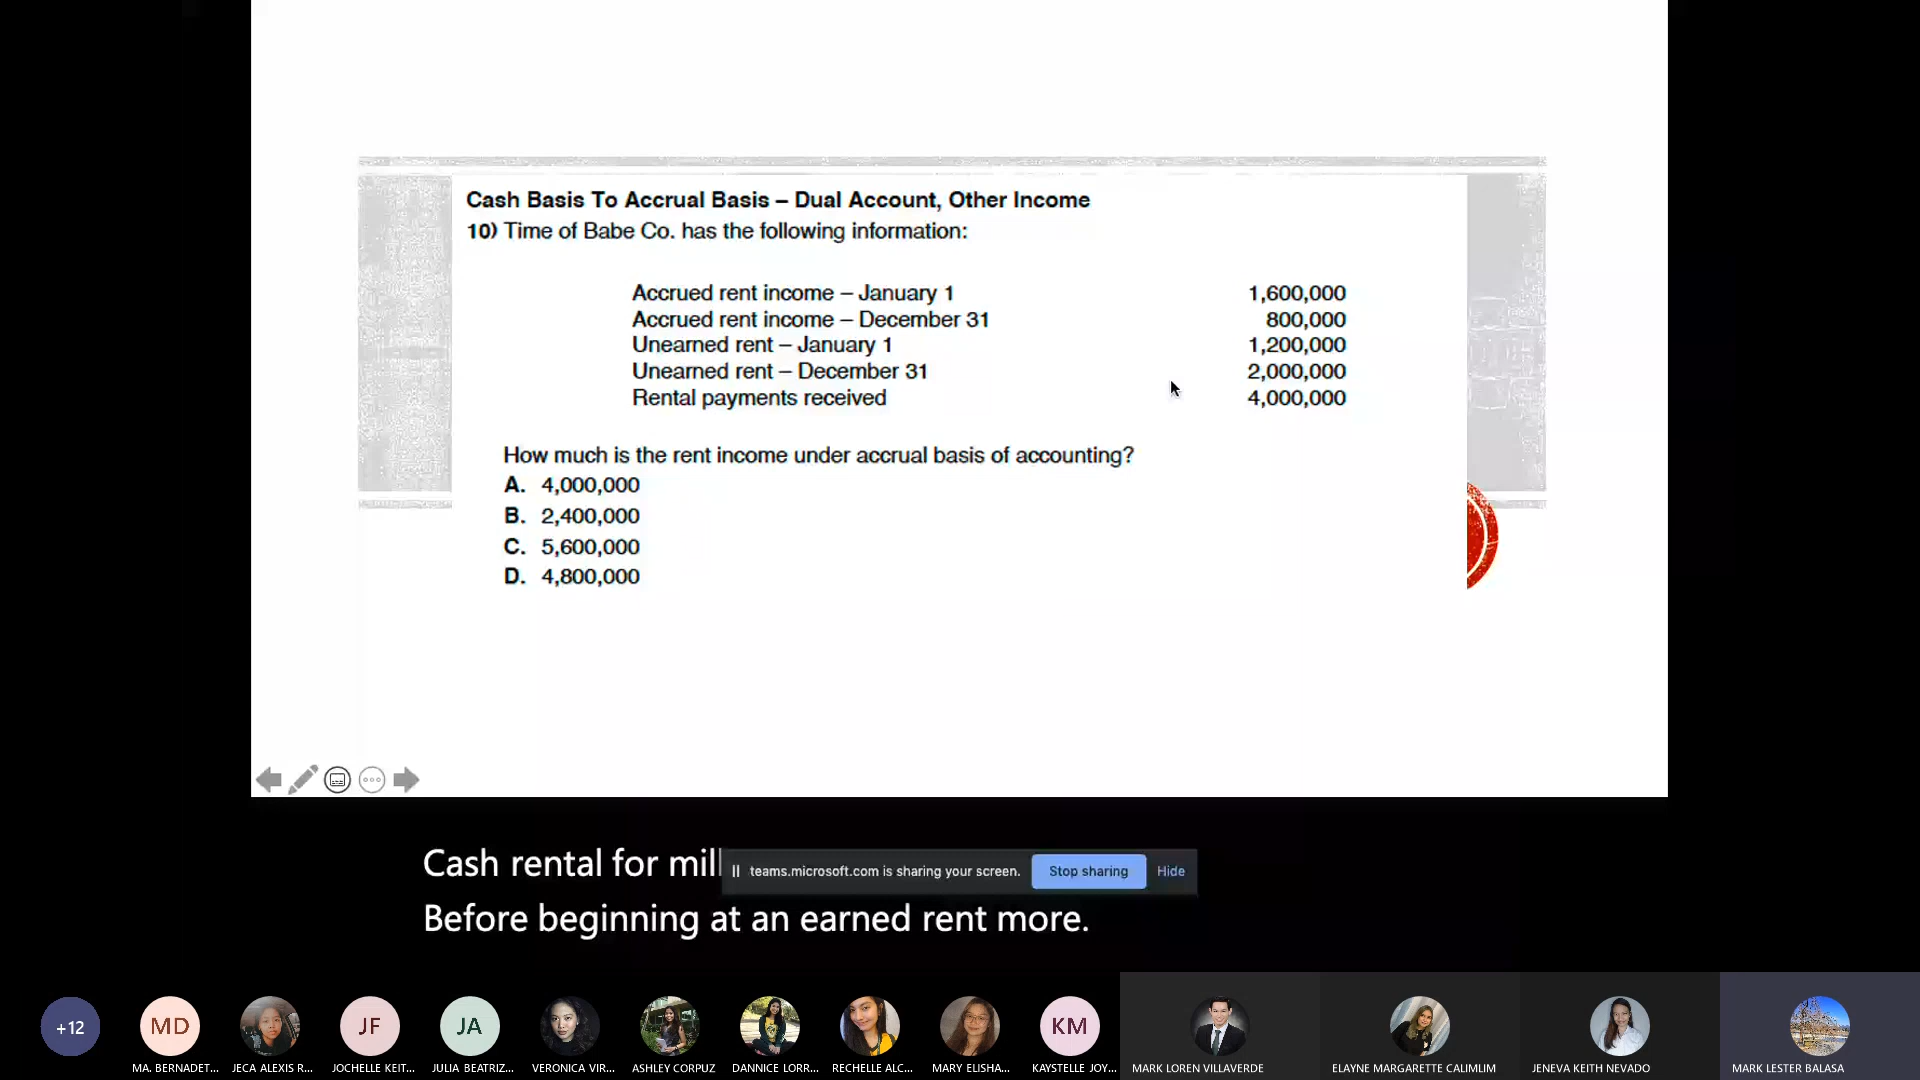 Cash Basis To Accrual Basis – Dual Account, Other Income
10) Time of Babe Co. has the following information:
Accrued rent income – January 1 1,600,000
Accrued rent income – December 31 800,000
Unearned rent – January 1 1,200,000
Unearned rent – December 31 2,000,000
Rental payments received 4,000,000
How much is the rent income under accrual basis of accounting?
A. 4,000,000
B. 2,400,000
C. 5,600,000
D. 4,800,000
Cash rental for mill
teams.microsoft.com is sharing your screen. Stop sharing Hide
Before beginning at an earned rent more.
+12 MD JF JA KM
MA. BERNADET... JECA ALEXIS R... JOCHELLE KEIT... JULIA BEATRIZ... VERONICA VIR... ASHLEY CORPUZ DANNICE LORR... RECHELLE ALC... MARY ELISHA... KAYSTELLE JOY... MARK LOREN VILLAVERDE ELAYNE MARGARETTE CALIMLIM JENEVA KEITH NEVADO MARK LESTER BALASA